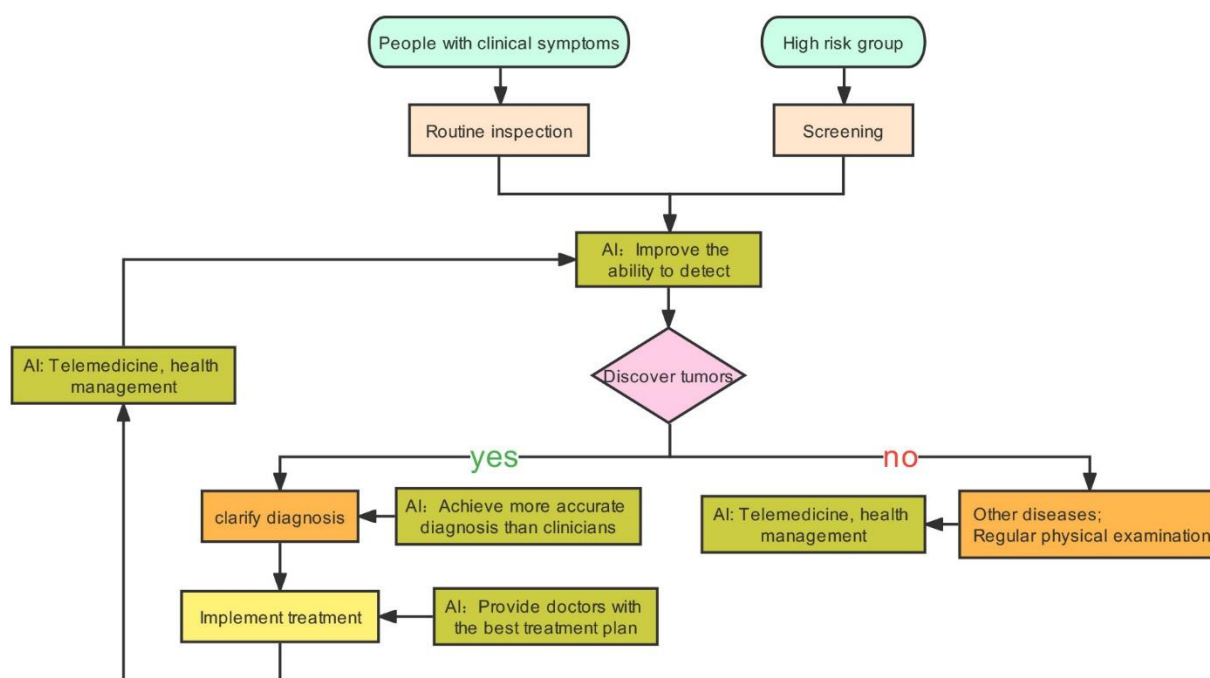 People with clinical symptoms
High risk group
Routine inspection
Screening
AI: Improve the
ability to detect
AI: Telemedicine, health
management
Discover tumors
yes
no
clarify diagnosis
AI: Achieve more accurate
diagnosis than clinicians
AI: Telemedicine, health
management
Other diseases;
Regular physical examination
Implement treatment
AI: Provide doctors with
the best treatment plan